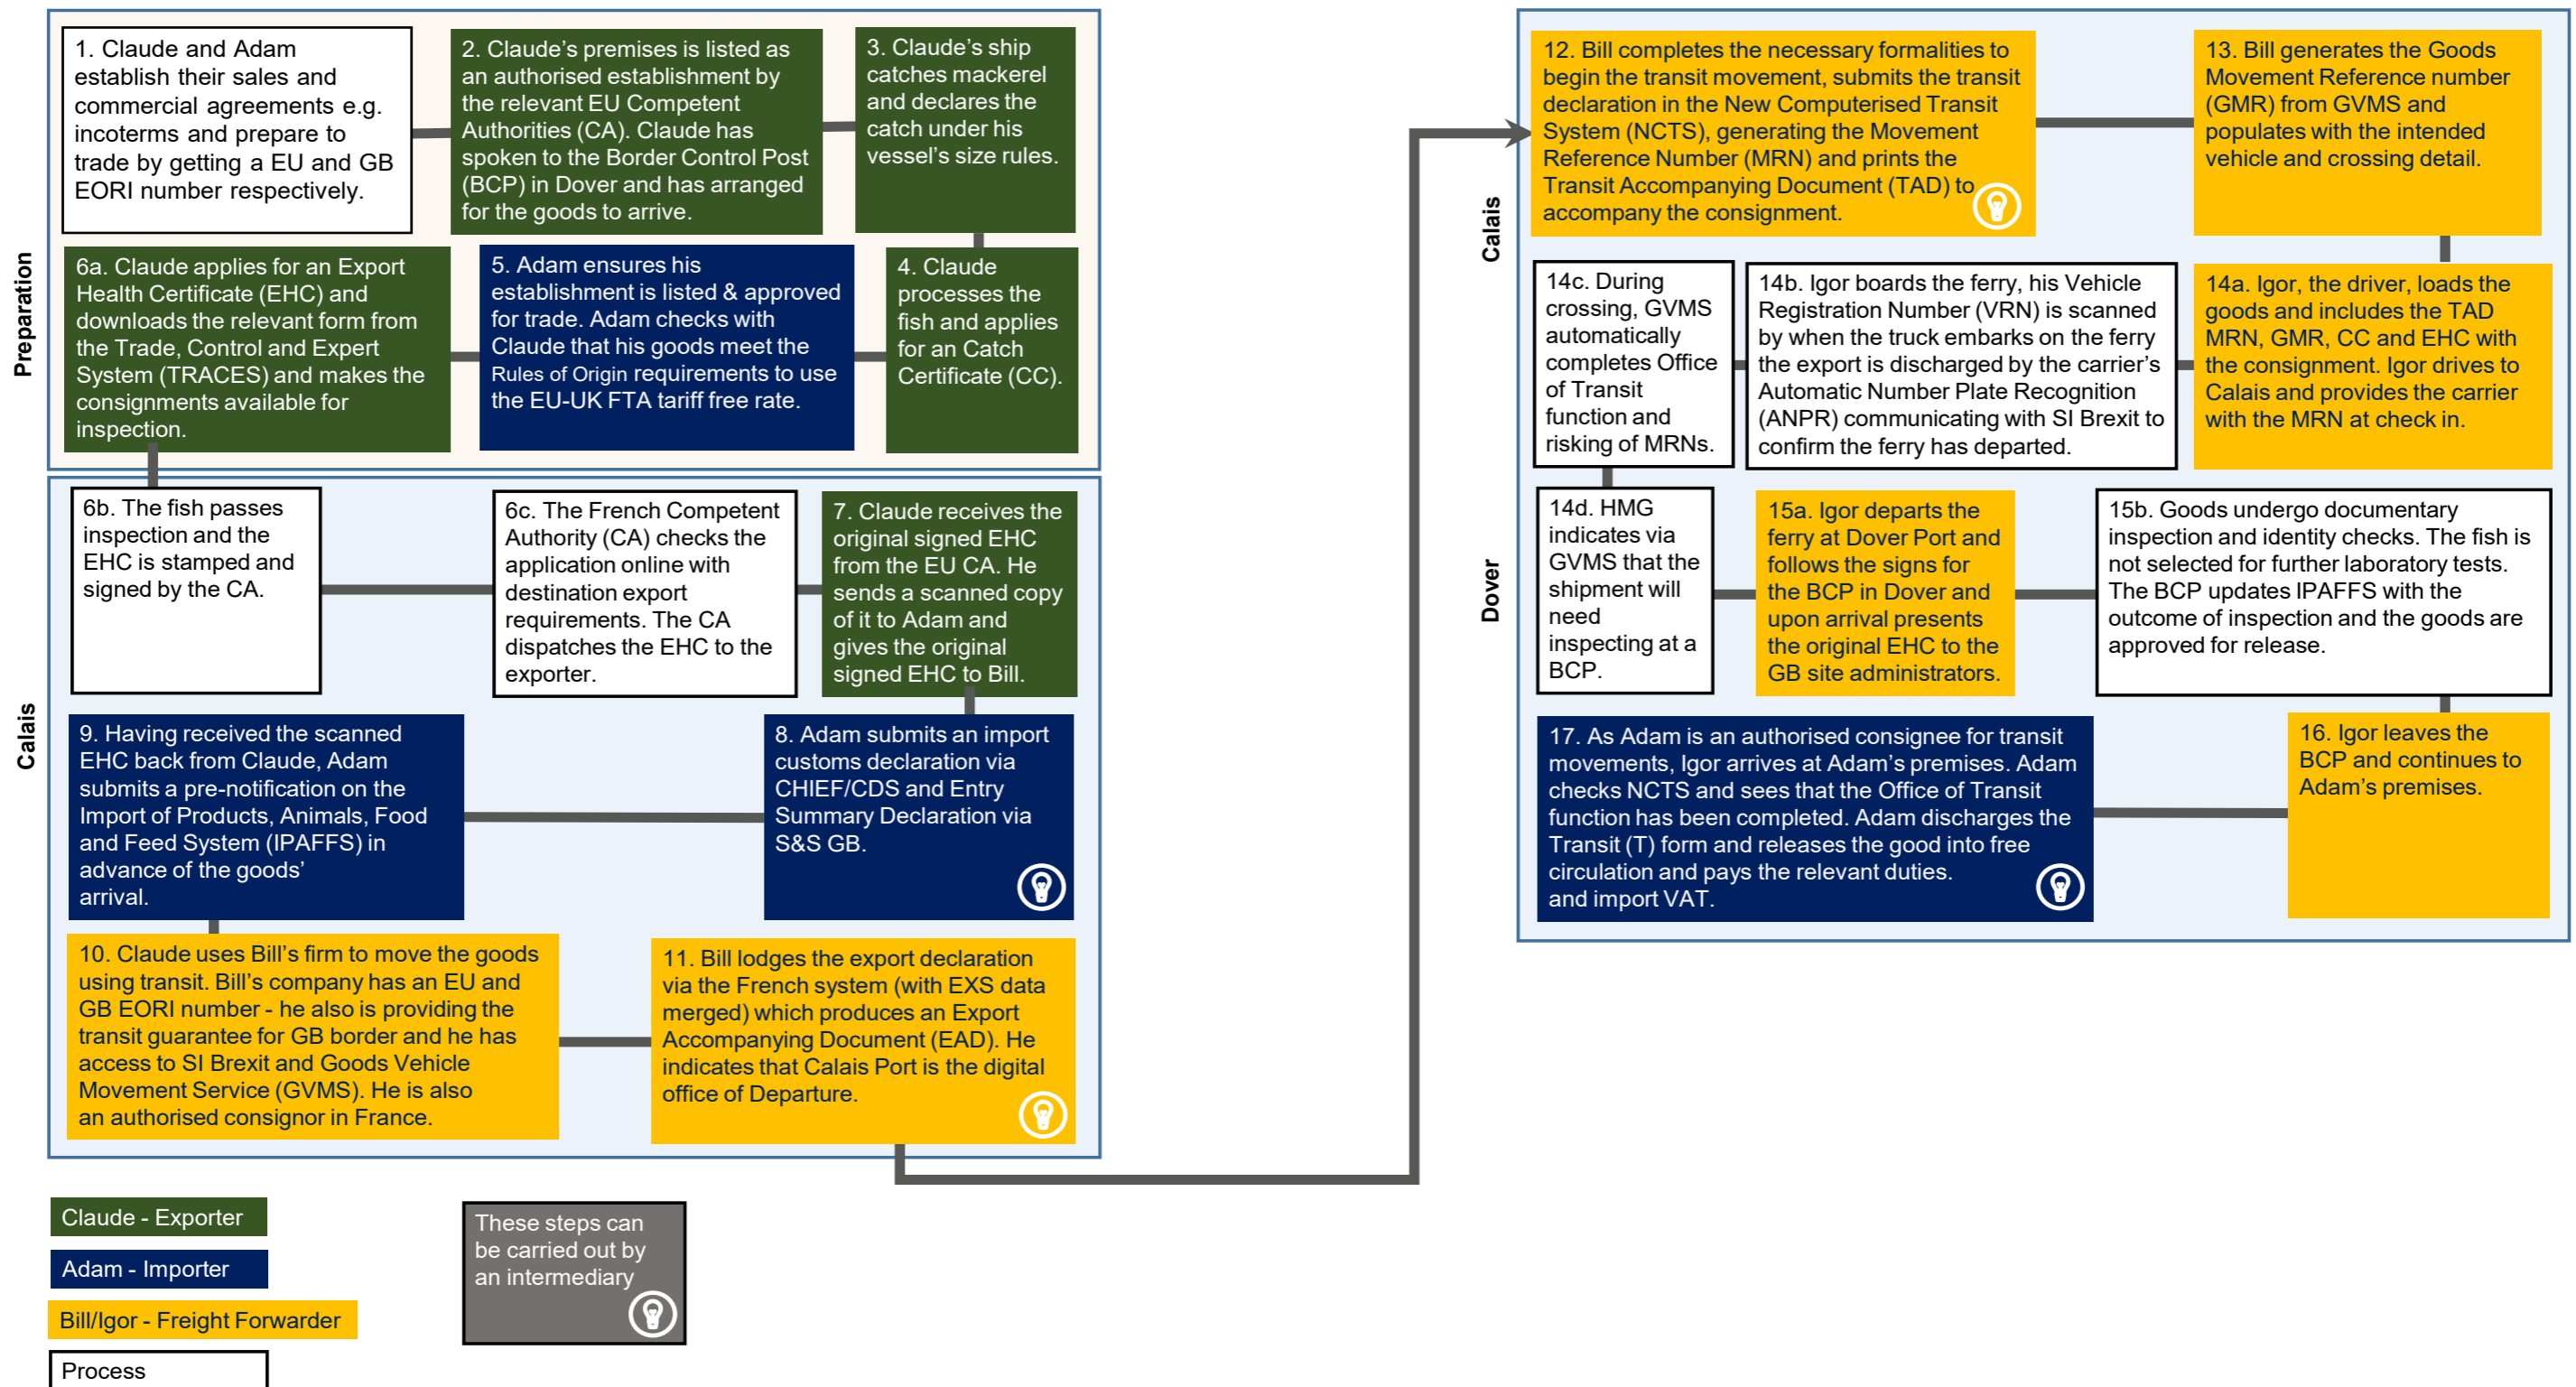 Preparation
1. Claude and Adam
establish their sales and
commercial agreements e.g.
incoterms and prepare to
trade by getting a EU and GB
EORI number respectively.
2. Claude’s premises is listed as
an authorised establishment by
the relevant EU Competent
Authorities (CA). Claude has
spoken to the Border Control Post
(BCP) in Dover and has arranged
for the goods to arrive.
3. Claude’s ship
catches mackerel
and declares the
catch under his
vessel’s size rules.
4. Claude
processes the
fish and applies
for an Catch
Certificate (CC).
5. Adam ensures his
establishment is listed & approved
for trade. Adam checks with
Claude that his goods meet the
Rules of Origin requirements to use
the EU-UK FTA tariff free rate.
6a. Claude applies for an Export
Health Certificate (EHC) and
downloads the relevant form from
the Trade, Control and Expert
System (TRACES) and makes the
consignments available for
inspection.
Calais
6b. The fish passes
inspection and the
EHC is stamped and
signed by the CA.
6c. The French Competent
Authority (CA) checks the
application online with
destination export
requirements. The CA
dispatches the EHC to the
exporter.
7. Claude receives the
original signed EHC
from the EU CA. He
sends a scanned copy
of it to Adam and
gives the original
signed EHC to Bill.
8. Adam submits an import
customs declaration via
CHIEF/CDS and Entry
Summary Declaration via
S&S GB.
9. Having received the scanned
EHC back from Claude, Adam
submits a pre-notification on the
Import of Products, Animals, Food
and Feed System (IPAFFS) in
advance of the goods’
arrival.
10. Claude uses Bill’s firm to move the goods
using transit. Bill’s company has an EU and
GB EORI number - he also is providing the
transit guarantee for GB border and he has
access to SI Brexit and Goods Vehicle
Movement Service (GVMS). He is also
an authorised consignor in France.
11. Bill lodges the export declaration
via the French system (with EXS data
merged) which produces an Export
Accompanying Document (EAD). He
indicates that Calais Port is the digital
office of Departure.
Calais
12. Bill completes the necessary formalities to
begin the transit movement, submits the transit
declaration in the New Computerised Transit
System (NCTS), generating the Movement
Reference Number (MRN) and prints the
Transit Accompanying Document (TAD) to
accompany the consignment.
13. Bill generates the Goods
Movement Reference number
(GMR) from GVMS and
populates with the intended
vehicle and crossing detail.
14a. Igor, the driver, loads the
goods and includes the TAD
MRN, GMR, CC and EHC with
the consignment. Igor drives to
Calais and provides the carrier
with the MRN at check in.
14b. Igor boards the ferry, his Vehicle
Registration Number (VRN) is scanned
by when the truck embarks on the ferry
the export is discharged by the carrier’s
Automatic Number Plate Recognition
(ANPR) communicating with SI Brexit to
confirm the ferry has departed.
14c. During
crossing, GVMS
automatically
completes Office
of Transit
function and
risking of MRNs.
Dover
14d. HMG
indicates via
GVMS that the
shipment will
need
inspecting at a
BCP.
15a. Igor departs the
ferry at Dover Port and
follows the signs for
the BCP in Dover and
upon arrival presents
the original EHC to the
GB site administrators.
15b. Goods undergo documentary
inspection and identity checks. The fish is
not selected for further laboratory tests.
The BCP updates IPAFFS with the
outcome of inspection and the goods are
approved for release.
16. Igor leaves the
BCP and continues to
Adam’s premises.
17. As Adam is an authorised consignee for transit
movements, Igor arrives at Adam’s premises. Adam
checks NCTS and sees that the Office of Transit
function has been completed. Adam discharges the
Transit (T) form and releases the good into free
circulation and pays the relevant duties.
and import VAT.
Claude - Exporter
Adam - Importer
Bill/Igor - Freight Forwarder
Process
These steps can
be carried out by
an intermediary